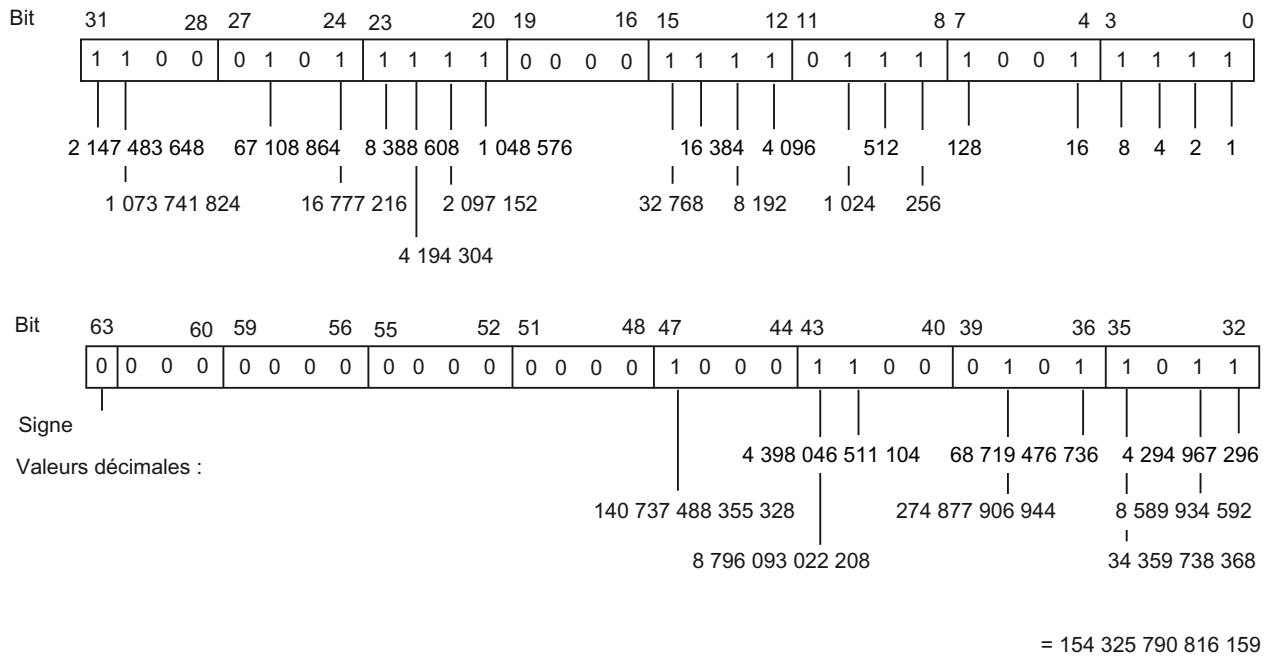 Bit 31 28 27 24 23 20 19 16 15 12 11 8 7 4 3 0
1 1 0 0 0 1 0 1 1 1 1 1 0 0 0 0 1 1 1 1 0 1 1 1 1 0 0 1 1 1 1 1
2 147 483 648 67 108 864 8 388 608 1 048 576 16 384 4 096 512 128 16 8 4 2 1
1 073 741 824 16 777 216 2 097 152 32 768 8 192 1 024 256
4 194 304
Bit 63 60 59 56 55 52 51 48 47 44 43 40 39 36 35 32
0 0 0 0 0 0 0 0 0 0 0 0 0 0 0 0 1 0 0 0 1 1 0 0 0 1 0 1 1 0 1 1
Signe
4 398 046 511 104 68 719 476 736 4 294 967 296
Valeurs décimales :
140 737 488 355 328 274 877 906 944 8 589 934 592
8 796 093 022 208 34 359 738 368
= 154 325 790 816 159